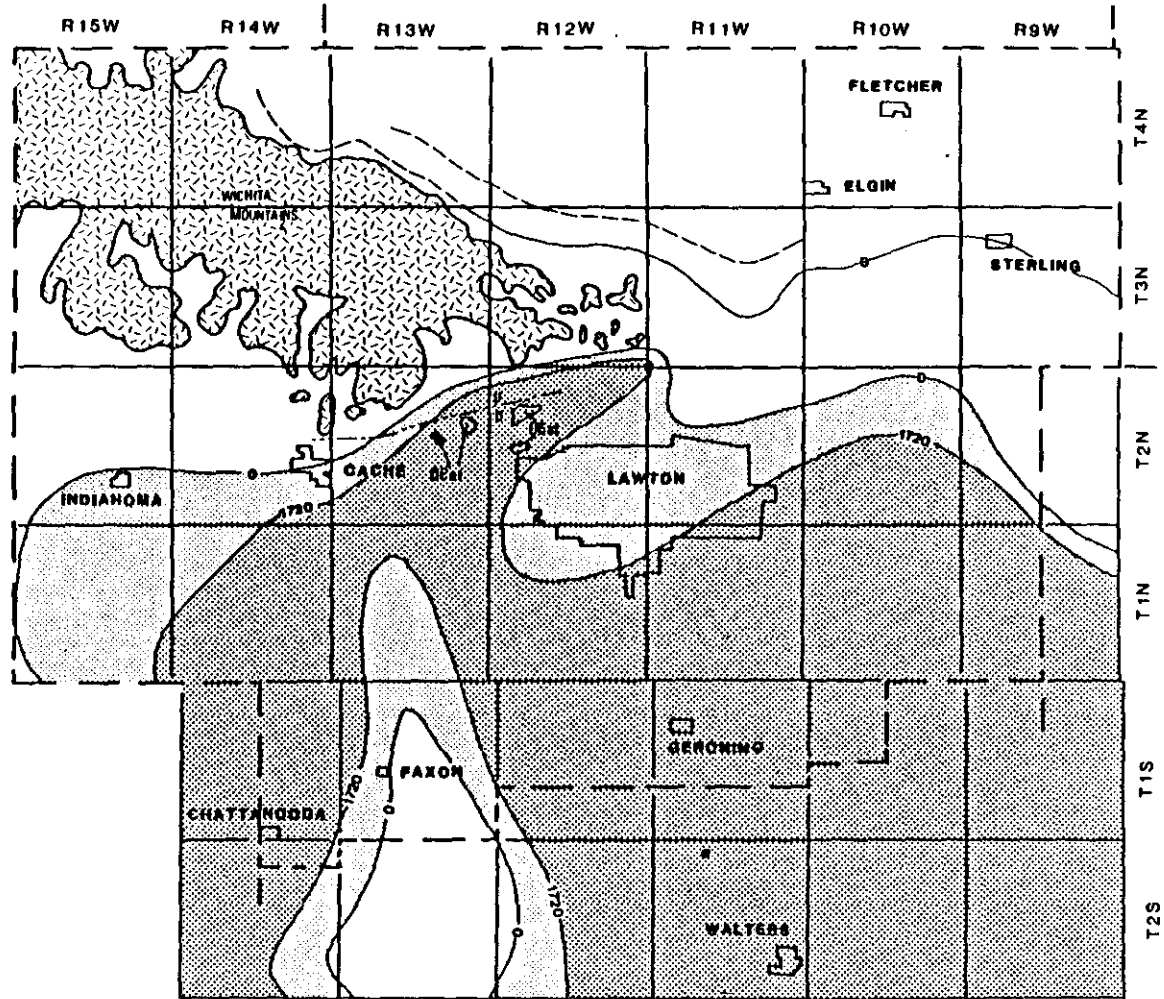 R15W R14W R13W R12W R11W R10W R9W
FLETCHER
T4N
ELGIN
WICHITA
MOUNTAINS
STERLING
T3N
0
0
U
D
T2N
0
CACHE
LAWTON
INDIAHOMA
1720
1720
T1N
GERONIMO
FAXON
1720
T1S
0
CHATTANOOGA
1720
WALTERS
0
T2S